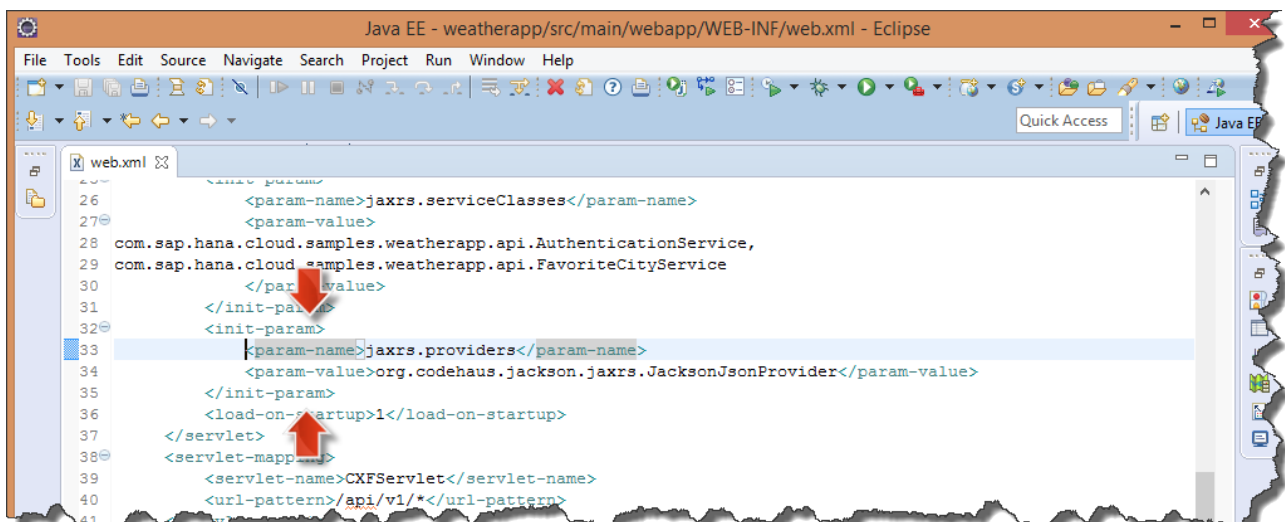 Java EE - weatherapp/src/main/webapp/WEB-INF/web.xml - Eclipse
File Tools Edit Source Navigate Search Project Run Window Help
Quick Access Java EE
web.xml
<init-param>
26 <param-name>jaxrs.serviceClasses</param-name>
27 <param-value>
28 com.sap.hana.cloud.samples.weatherapp.api.AuthenticationService,
29 com.sap.hana.cloud.samples.weatherapp.api.FavoriteCityService
30 </param-value>
31 </init-param>
32 <init-param>
33 <param-name>jaxrs.providers</param-name>
34 <param-value>org.codehaus.jackson.jaxrs.JacksonJsonProvider</param-value>
35 </init-param>
36 <load-on-startup>1</load-on-startup>
37 </servlet>
38 <servlet-mapping>
39 <servlet-name>CXFServlet</servlet-name>
40 <url-pattern>/api/v1/*</url-pattern>
41